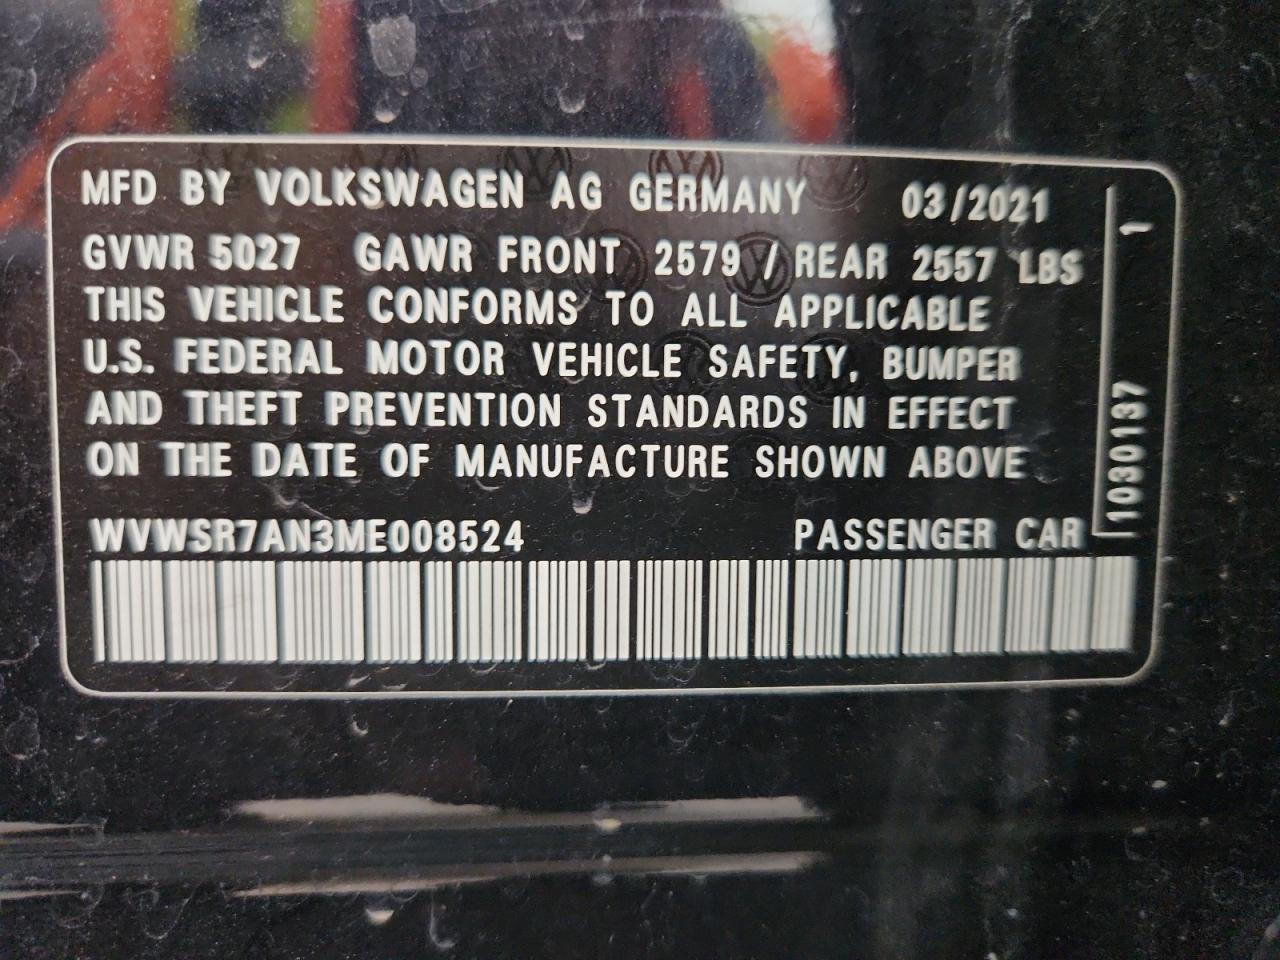 MFD BY VOLKSWAGEN AG GERMANY 03/2021
GVWR 5027 GAWR FRONT 2579 / REAR 2557 LBS
THIS VEHICLE CONFORMS TO ALL APPLICABLE
U.S. FEDERAL MOTOR VEHICLE SAFETY, BUMPER
AND THEFT PREVENTION STANDARDS IN EFFECT
ON THE DATE OF MANUFACTURE SHOWN ABOVE
WVWSR7AN3ME008524 PASSENGER CAR
1030137 1